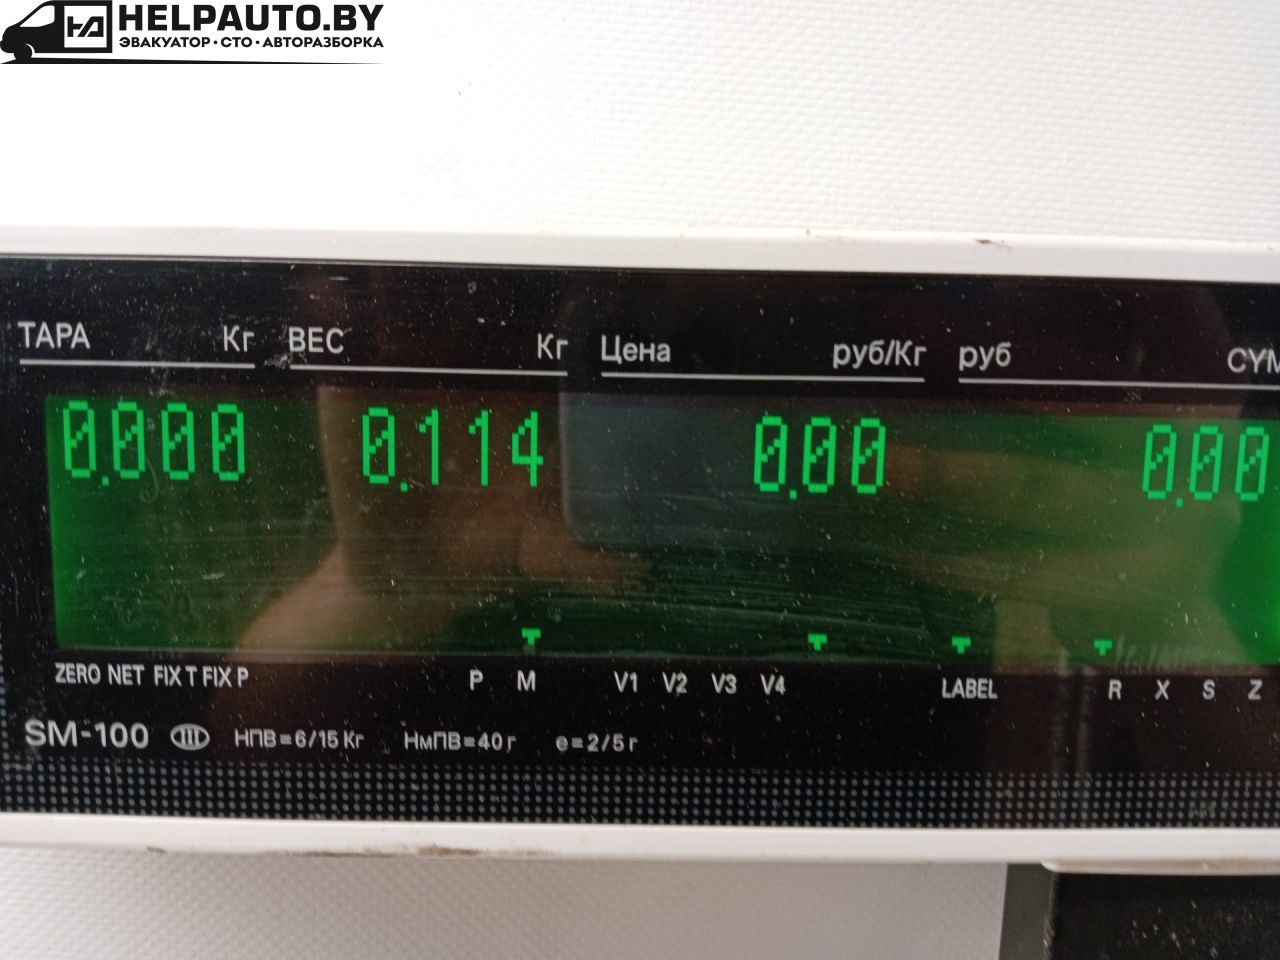 HELPAUTO.BY
ЭВАКУАТОР • СТО • АВТОРАЗБОРКА
ТАРА Кг ВЕС Кг Цена руб/Кг руб СУМ
0.000 0.114 0.00 0.00
ZERO NET FIX T FIX P P M V1 V2 V3 V4 LABEL R X S Z
SM-100 III НПВ=6/15 Кг НмПВ=40 г e=2/5 г